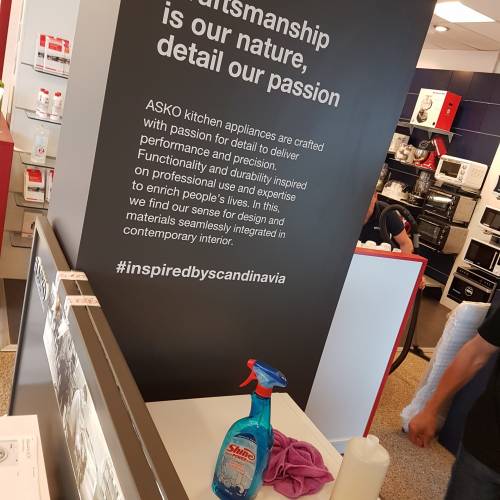 Craftsmanship
is our nature,
detail our passion
ASKO kitchen appliances are crafted
with passion for detail to deliver
performance and precision.
Functionality and durability inspired
on professional use and expertise
to enrich people's lives. In this,
we find our sense for design and
materials seamlessly integrated in
contemporary interior.
#inspiredbyscandinavia
Shine